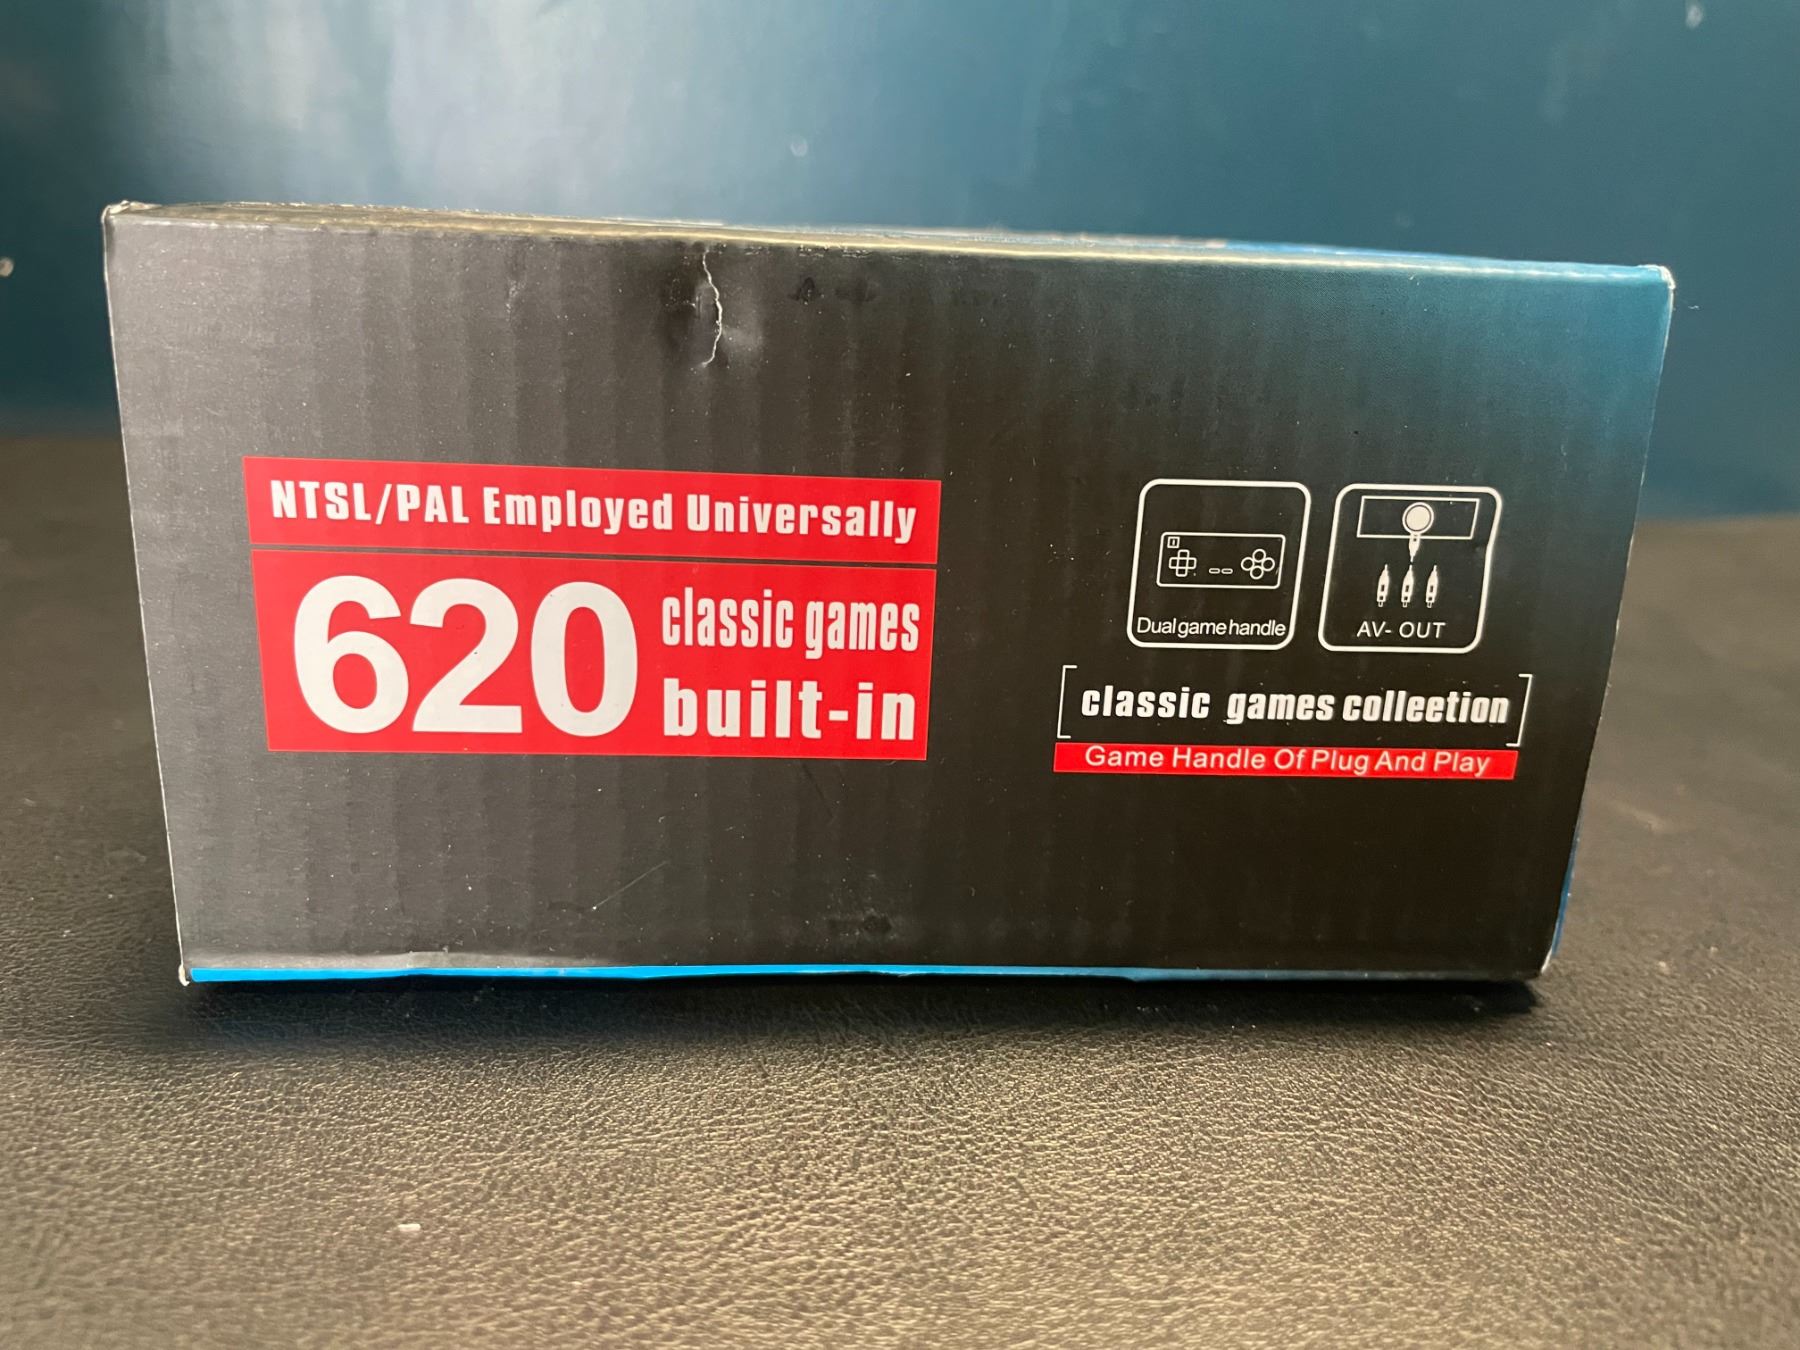 NTSL/PAL Employed Universally
620 classic games
built-in
Dual game handle
AV- OUT
classic games colleetion
Game Handle Of Plug And Play